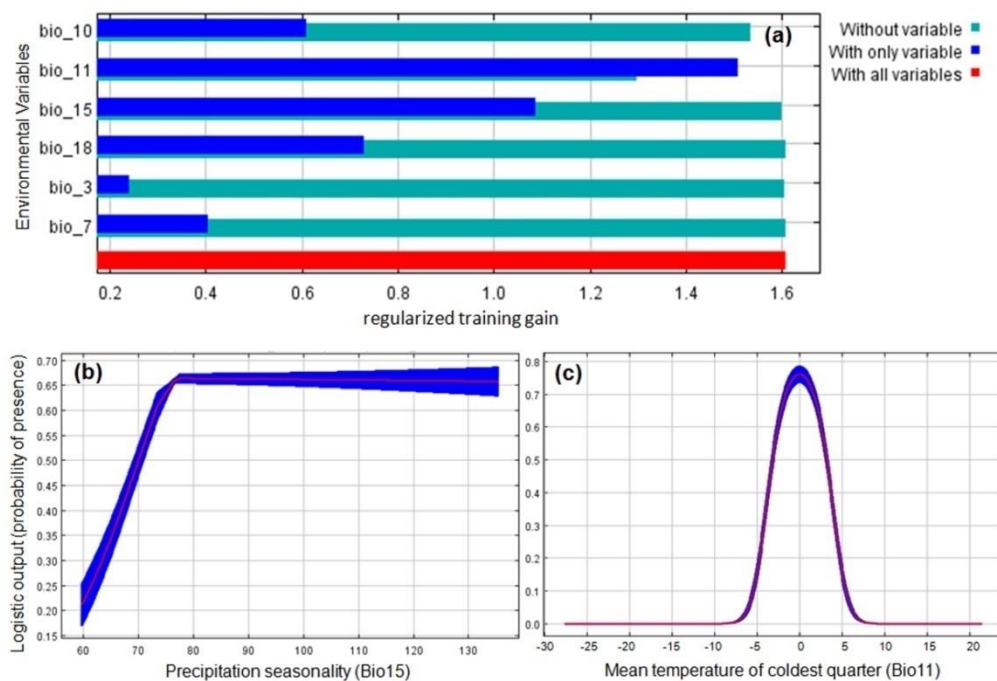 (a)
Environmental Variables
bio_10
bio_11
bio_15
bio_18
bio_3
bio_7
0.2 0.4 0.6 0.8 1.0 1.2 1.4 1.6
regularized training gain
Without variable
With only variable
With all variables
(b)
Logistic output (probability of presence)
0.70
0.65
0.60
0.55
0.50
0.45
0.40
0.35
0.30
0.25
0.20
0.15
60 70 80 90 100 110 120 130
Precipitation seasonality (Bio15)
(c)
0.8
0.7
0.6
0.5
0.4
0.3
0.2
0.1
0.0
-30 -25 -20 -15 -10 -5 0 5 10 15 20
Mean temperature of coldest quarter (Bio11)